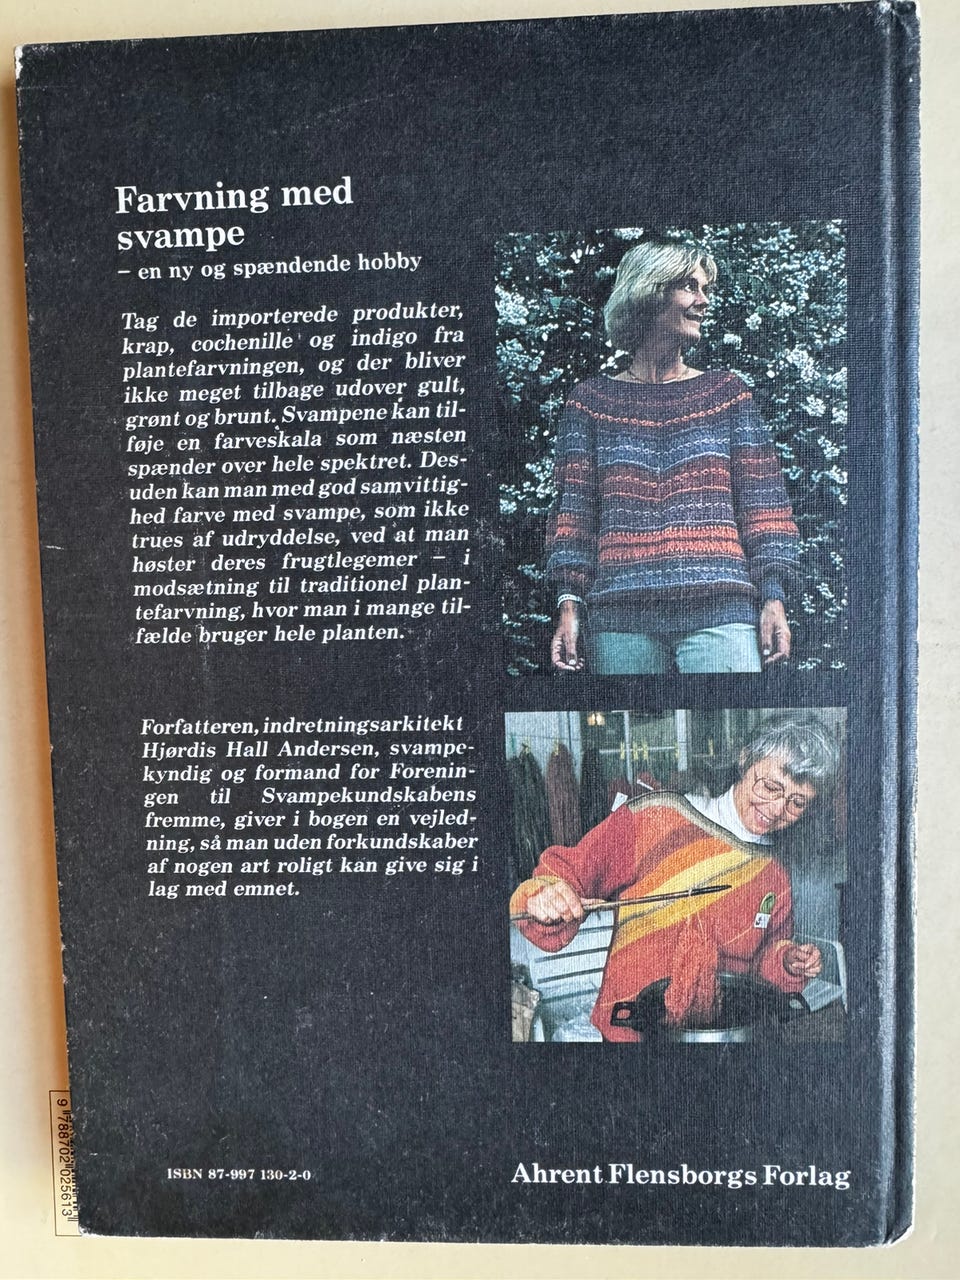 Farvning med
svampe
– en ny og spændende hobby
Tag de importerede produkter,
krap, cochenille og indigo fra
plantefarvningen, og der bliver
ikke meget tilbage udover gult,
grønt og brunt. Svampene kan til-
føje en farveskala som næsten
spænder over hele spektret. Des-
uden kan man med god samvittig-
hed farve med svampe, som ikke
trues af udryddelse, ved at man
høster deres frugtlegemer – i
modsætning til traditionel plan-
tefarvning, hvor man i mange til-
fælde bruger hele planten.
Forfatteren, indretningsarkitekt
Hjørdis Hall Andersen, svampe-
kyndig og formand for Forenin-
gen til Svampekundskabens
fremme, giver i bogen en vejled-
ning, så man uden forkundskaber
af nogen art roligt kan give sig i
lag med emnet.
ISBN 87-997 130-2-0
Ahrent Flensborgs Forlag
9 788702 025613